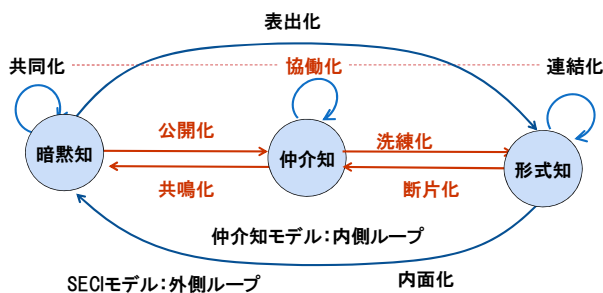 表出化
共同化
協働化
連結化
公開化
洗練化
暗黙知
仲介知
形式知
共鳴化
断片化
仲介知モデル：内側ループ
SECIモデル：外側ループ
内面化